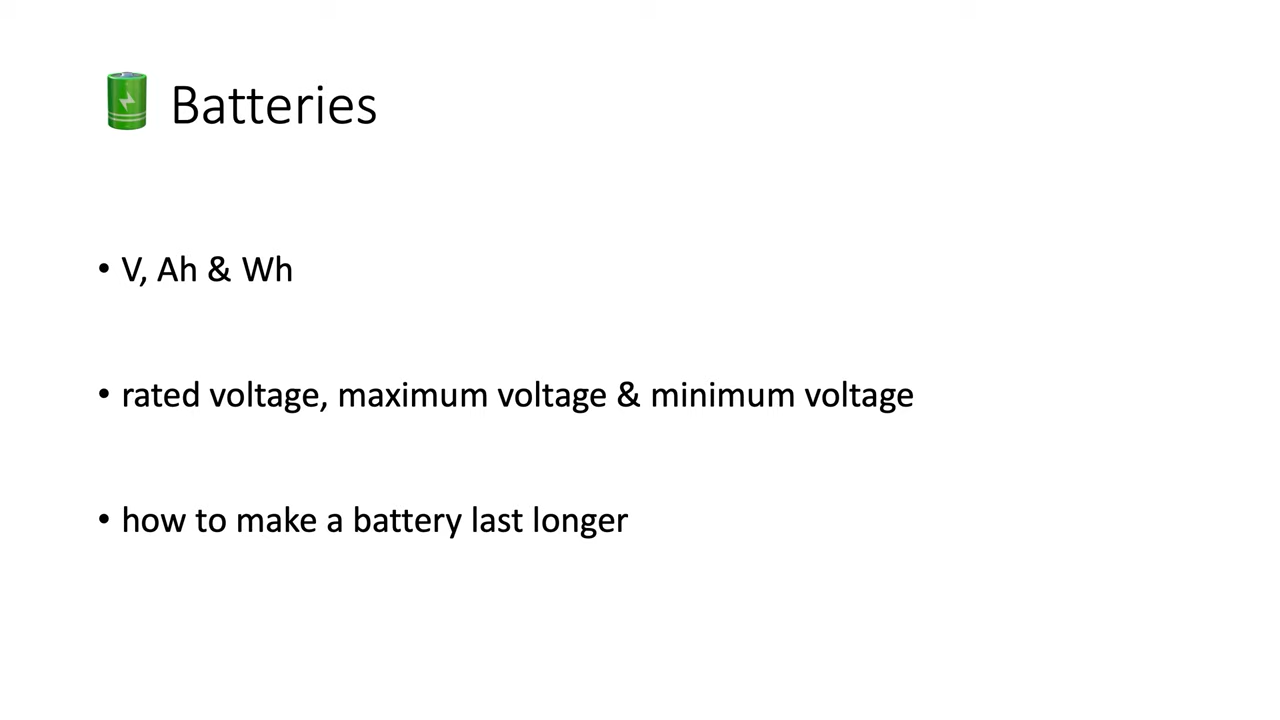 🔋 Batteries
• V, Ah & Wh
• rated voltage, maximum voltage & minimum voltage
• how to make a battery last longer